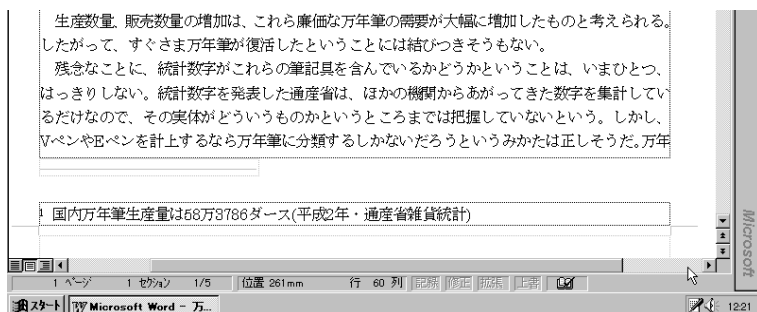 生産数量、販売数量の増加は、これら廉価な万年筆の需要が大幅に増加したものと考えられる。
したがって、すぐさま万年筆が復活したということには結びつきそうもない。
残念なことに、統計数字がこれらの筆記具を含んでいるかどうかということは、いまひとつ、
はっきりしない。統計数字を発表した通産省は、ほかの機関からあがってきた数字を集計してい
るだけなので、その実体がどういうものかというところまでは把握していないという。しかし、
VペンやEペンを計上するなら万年筆に分類するしかないだろうというみかたは正しそうだ。万年
1 国内万年筆生産量は58万3786ダース(平成2年・通産省雑貨統計)
Microsoft
1 ページ 1 セクション 1/5 位置 261mm 行 60 列 記録 修正 拡張 上書
スタート Microsoft Word - 万... 12:21